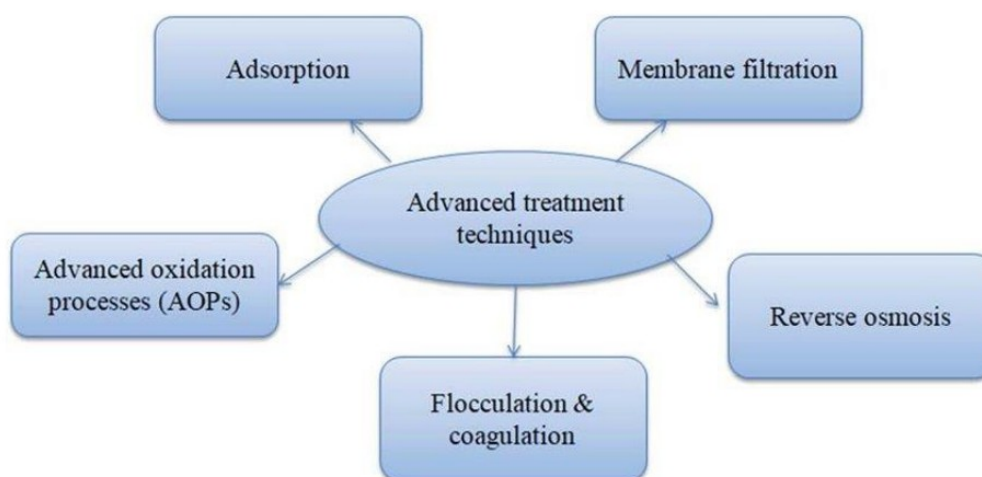 Adsorption
Membrane filtration
Advanced treatment
techniques
Advanced oxidation
processes (AOPs)
Reverse osmosis
Flocculation &
coagulation